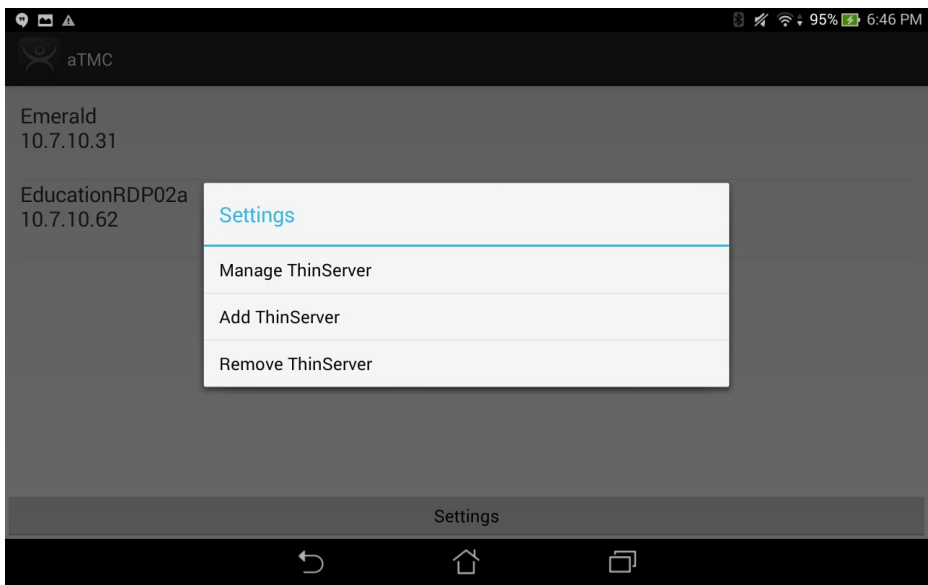 95% 6:46 PM
aTMC
Emerald
10.7.10.31
EducationRDP02a
10.7.10.62
Settings
Manage ThinServer
Add ThinServer
Remove ThinServer
Settings